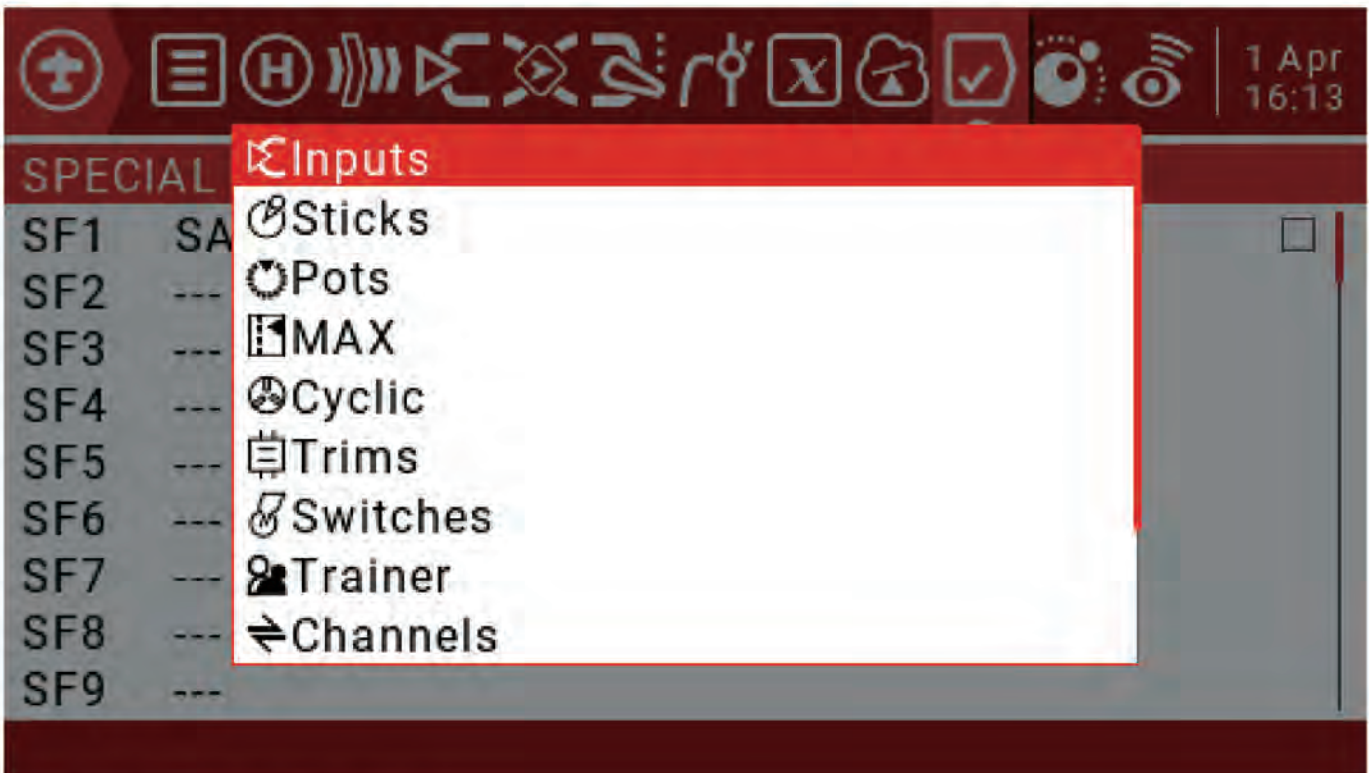 H
x
1 Apr
16:13
SPECIAL
Inputs
Sticks
Pots
MAX
Cyclic
Trims
Switches
Trainer
Channels
SF1 SA
SF2 ---
SF3 ---
SF4 ---
SF5 ---
SF6 ---
SF7 ---
SF8 ---
SF9 ---